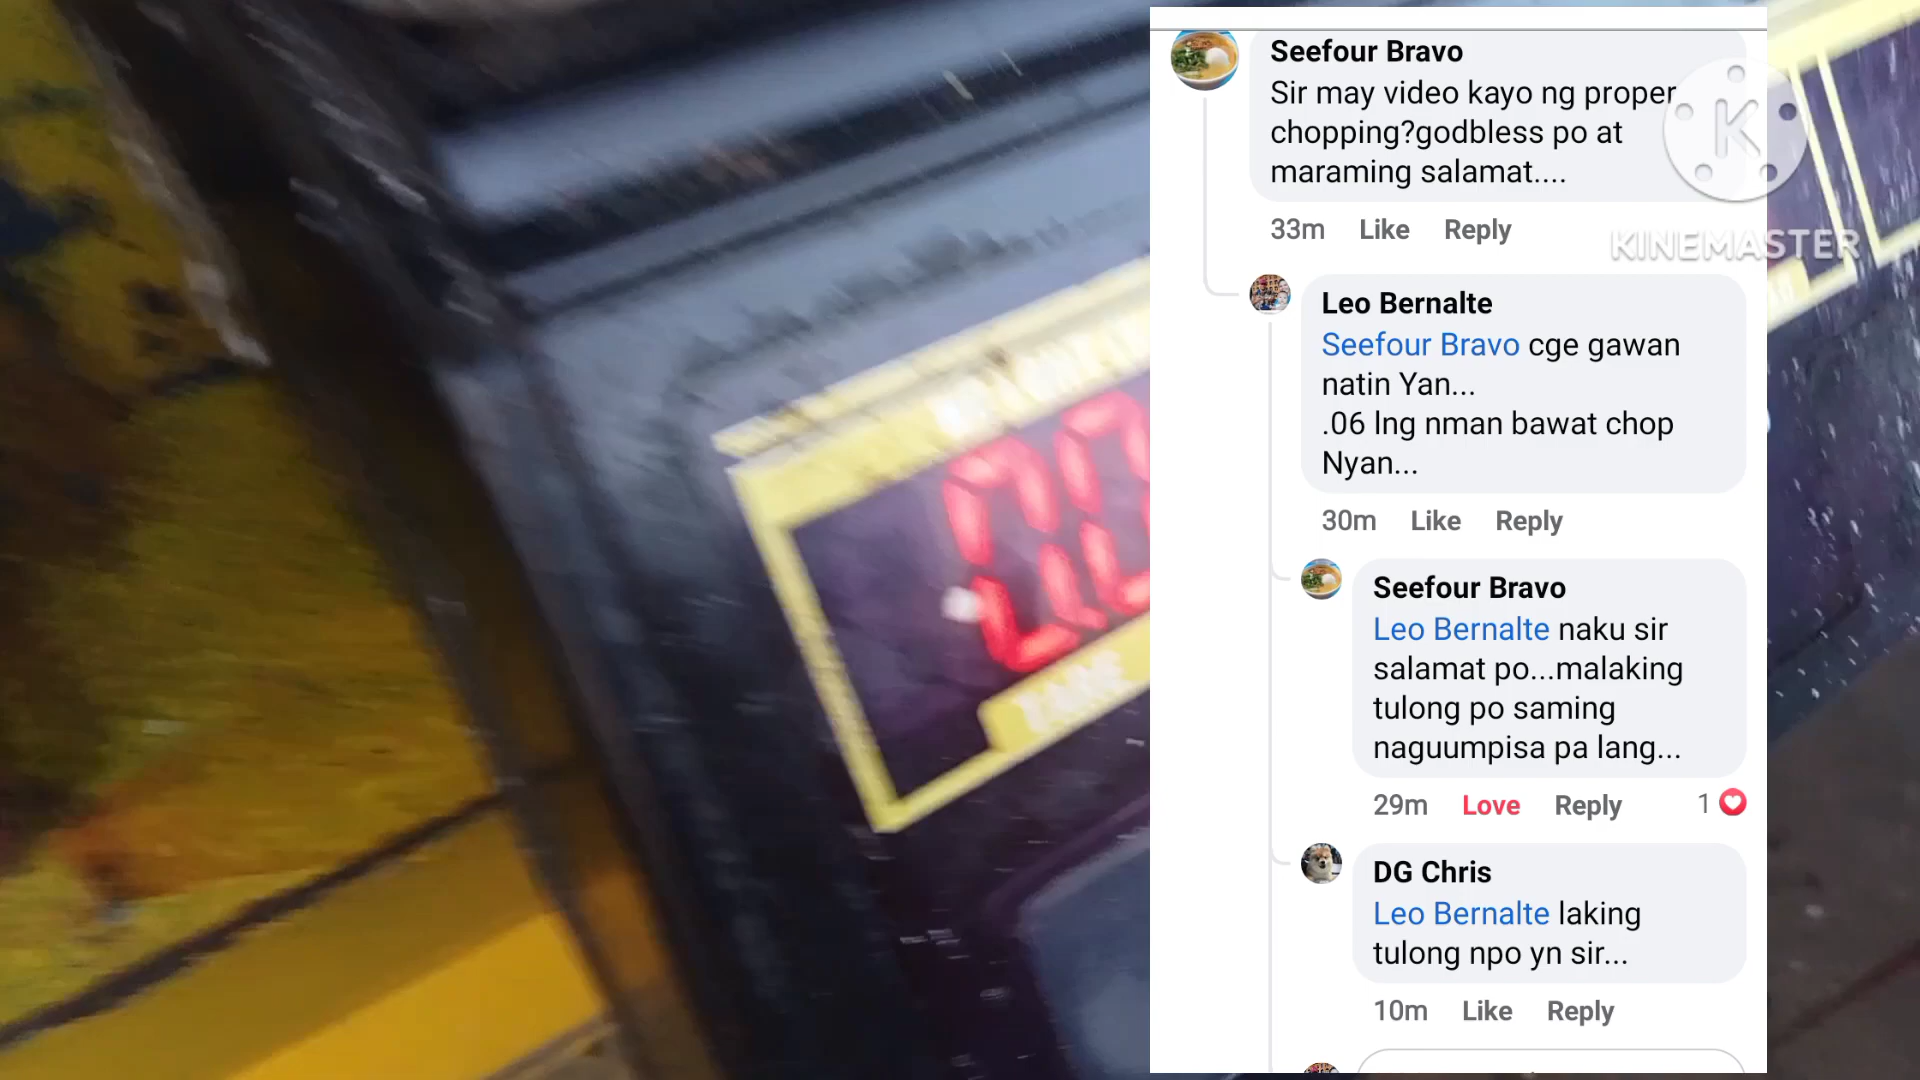 Seefour Bravo
Sir may video kayo ng proper
chopping?godbless po at
maraming salamat....
33m Like Reply
KINEMASTER
Leo Bernalte
Seefour Bravo cge gawan
natin Yan...
.06 lng nman bawat chop
Nyan...
30m Like Reply
Seefour Bravo
Leo Bernalte naku sir
salamat po...malaking
tulong po saming
naguumpisa pa lang...
29m Love Reply 1
DG Chris
Leo Bernalte laking
tulong npo yn sir...
10m Like Reply